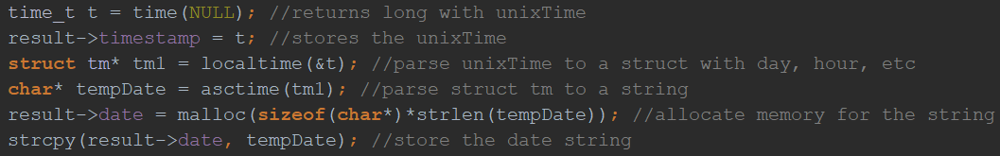 time_t t = time(NULL); //returns long with unixTime
result->timestamp = t; //stores the unixTime
struct tm* tm1 = localtime(&t); //parse unixTime to a struct with day, hour, etc
char* tempDate = asctime(tm1); //parse struct tm to a string
result->date = malloc(sizeof(char*)*strlen(tempDate)); //allocate memory for the string
strcpy(result->date, tempDate); //store the date string